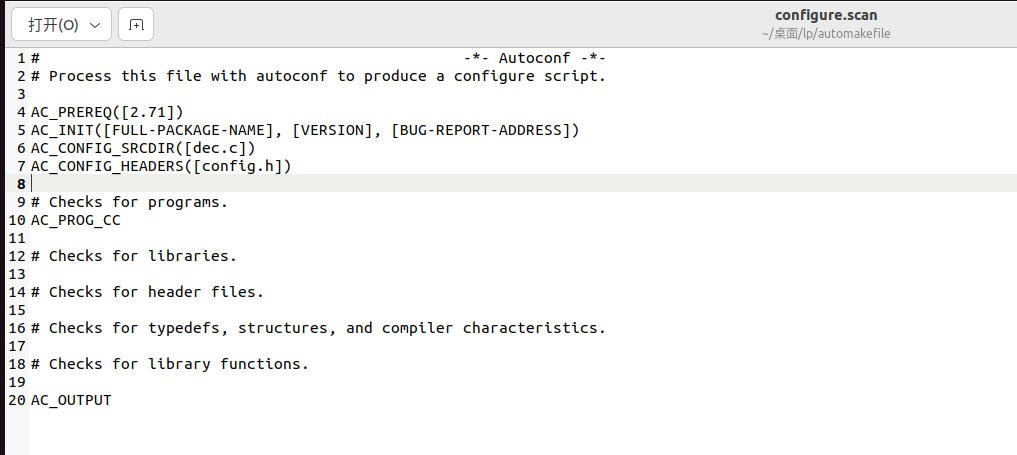 打开(O)
configure.scan
~/桌面/lp/automakefile
1 # -*- Autoconf -*-
2 # Process this file with autoconf to produce a configure script.
3
4 AC_PREREQ([2.71])
5 AC_INIT([FULL-PACKAGE-NAME], [VERSION], [BUG-REPORT-ADDRESS])
6 AC_CONFIG_SRCDIR([dec.c])
7 AC_CONFIG_HEADERS([config.h])
8
9 # Checks for programs.
10 AC_PROG_CC
11
12 # Checks for libraries.
13
14 # Checks for header files.
15
16 # Checks for typedefs, structures, and compiler characteristics.
17
18 # Checks for library functions.
19
20 AC_OUTPUT